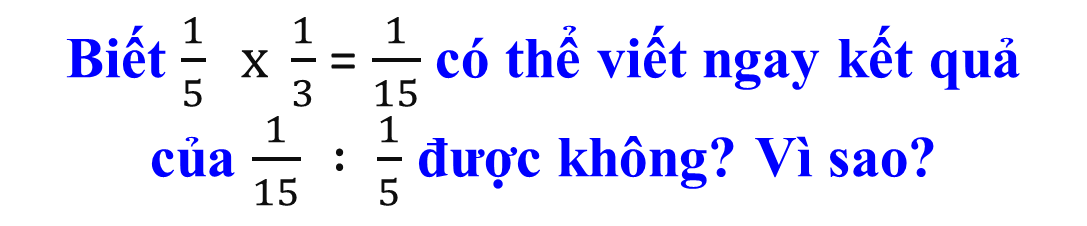 Biết 1/5 x 1/3 = 1/15 có thể viết ngay kết quả
của 1/15 : 1/5 được không? Vì sao?